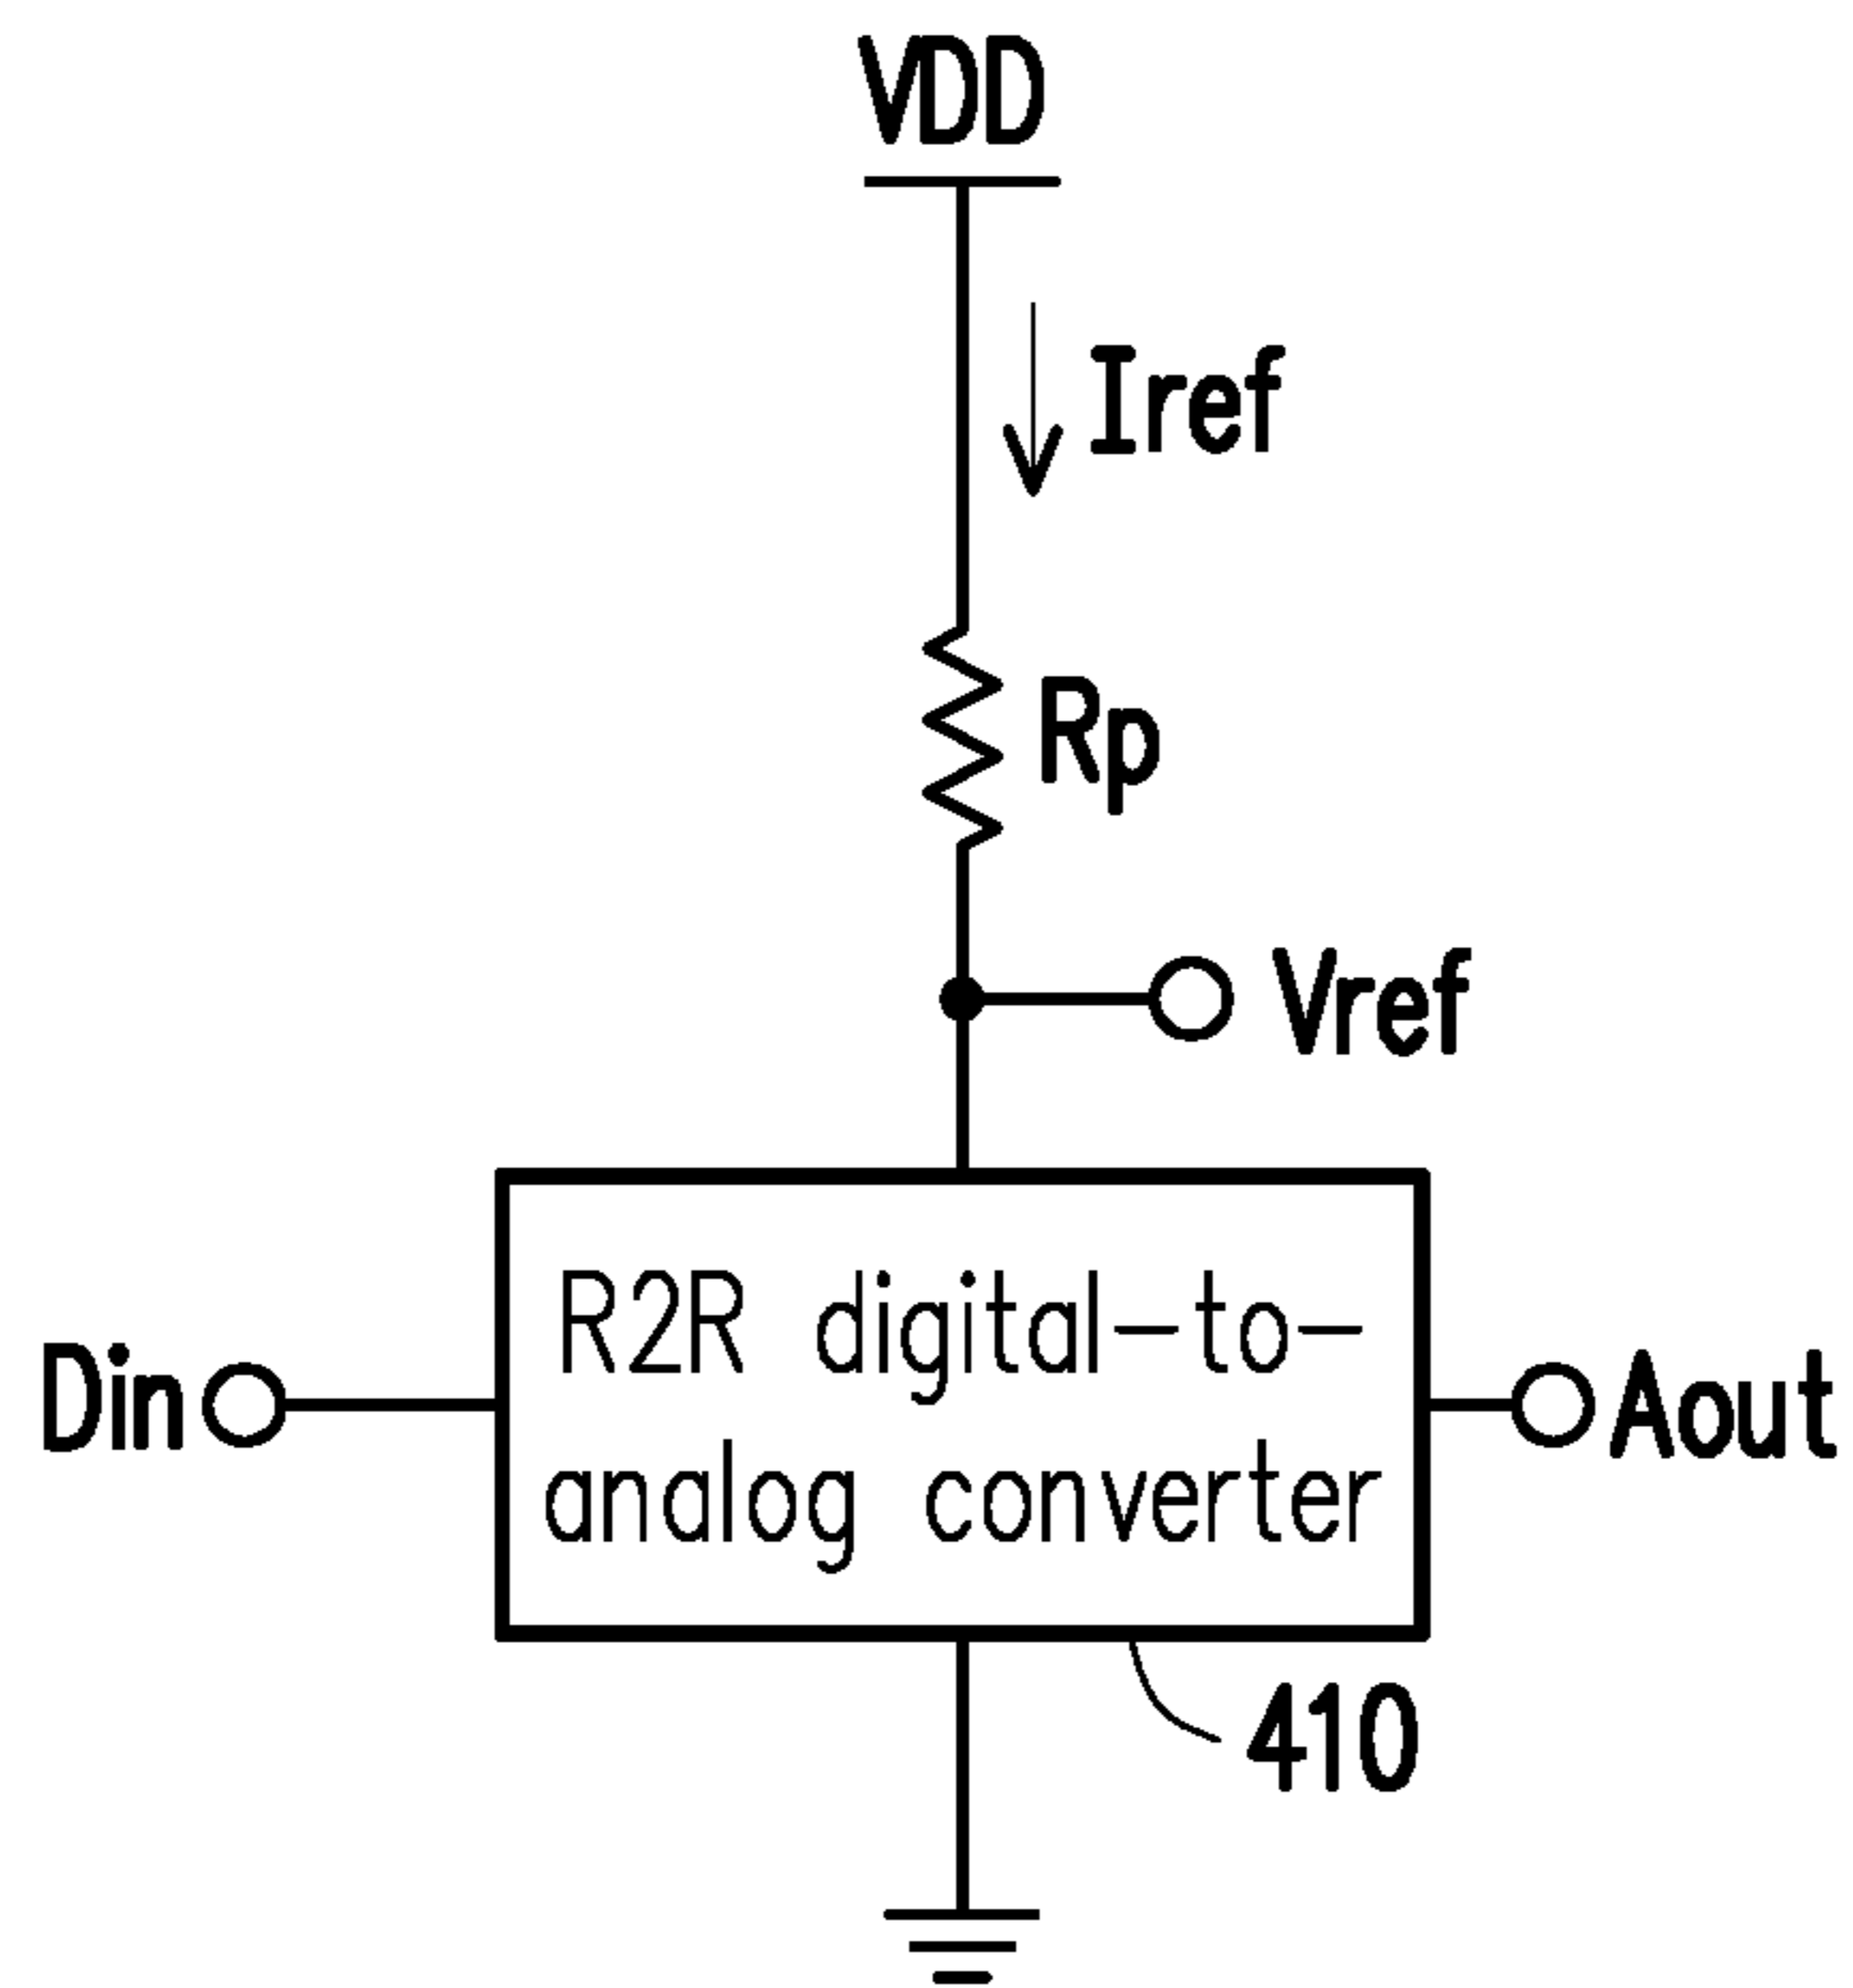 VDD
Iref
Rp
Vref
R2R digital-to-
analog converter
Din
Aout
410